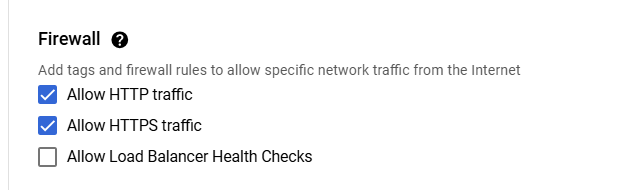 Firewall ?
Add tags and firewall rules to allow specific network traffic from the Internet
Allow HTTP traffic
Allow HTTPS traffic
Allow Load Balancer Health Checks